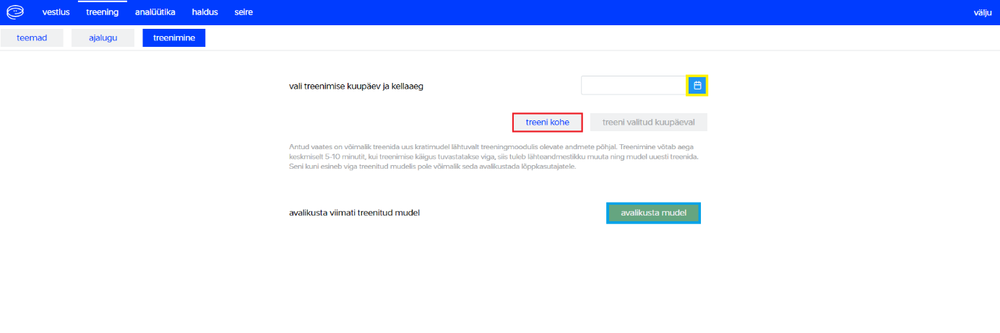 vestlus treening analüütika haldus seire välju
teemad ajalugu treenimine
vali treenimise kuupäev ja kellaaeg
treeni kohe treeni valitud kuupäeval
Antud vaates on võimalik treenida uus kratimudel lähtuvalt treeningmoodulis olevate andmete põhjal. Treenimine võtab aega
keskmiselt 5-10 minutit, kui treenimise käigus tuvastatakse viga, siis tuleb lähteandmestikku muuta ning mudel uuesti treenida.
Seni kuni esineb viga treenitud mudelis pole võimalik seda avalikustada lõppkasutajatele.
avalikusta viimati treenitud mudel avalikusta mudel